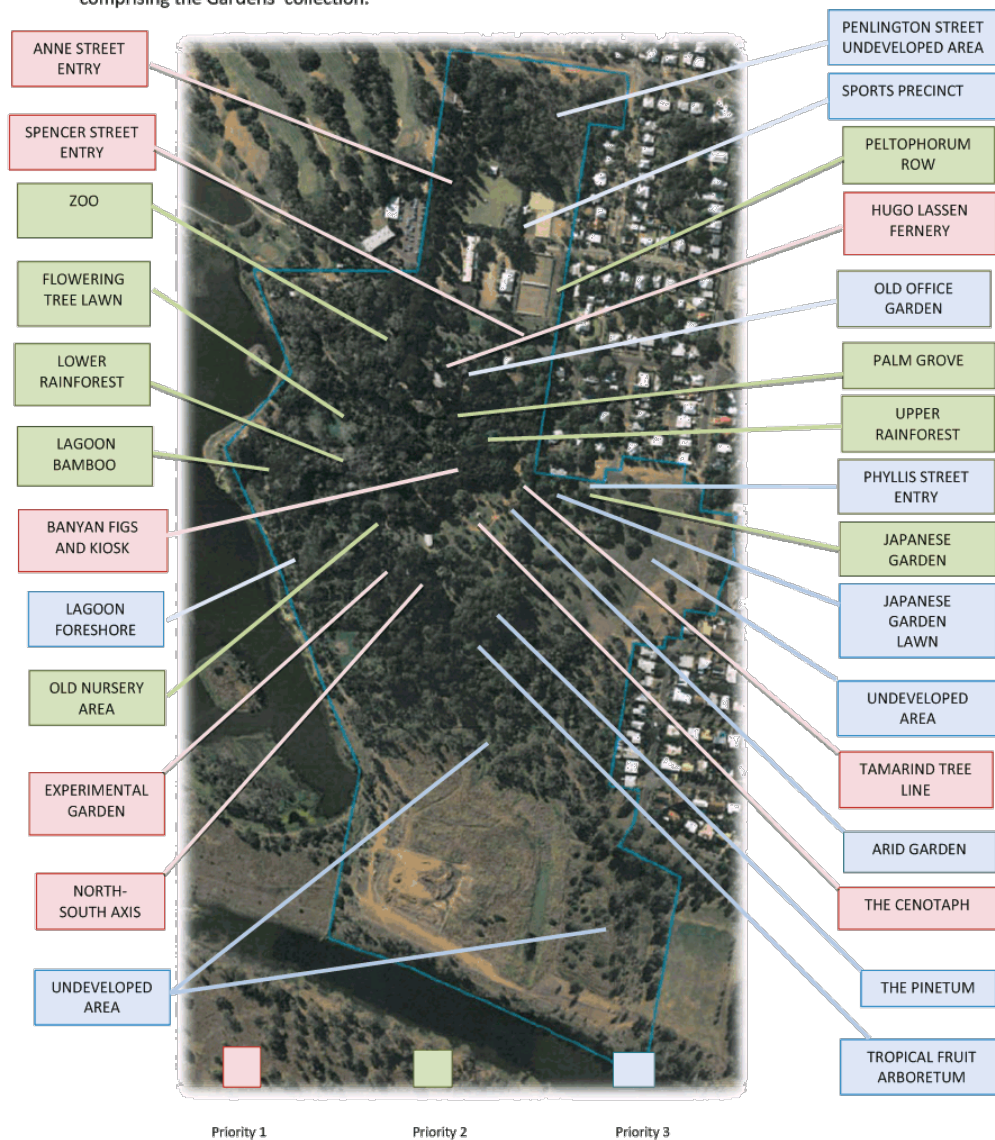 comprising the Gardens' collection.
ANNE STREET
ENTRY
SPENCER STREET
ENTRY
ZOO
FLOWERING
TREE LAWN
LOWER
RAINFOREST
LAGOON
BAMBOO
BANYAN FIGS
AND KIOSK
LAGOON
FORESHORE
OLD NURSERY
AREA
EXPERIMENTAL
GARDEN
NORTH-
SOUTH AXIS
UNDEVELOPED
AREA
PENLINGTON STREET
UNDEVELOPED AREA
SPORTS PRECINCT
PELTOPHORUM
ROW
HUGO LASSEN
FERNERY
OLD OFFICE
GARDEN
PALM GROVE
UPPER
RAINFOREST
PHYLLIS STREET
ENTRY
JAPANESE
GARDEN
JAPANESE
GARDEN
LAWN
UNDEVELOPED
AREA
TAMARIND TREE
LINE
ARID GARDEN
THE CENOTAPH
THE PINETUM
TROPICAL FRUIT
ARBORETUM
Priority 1
Priority 2
Priority 3